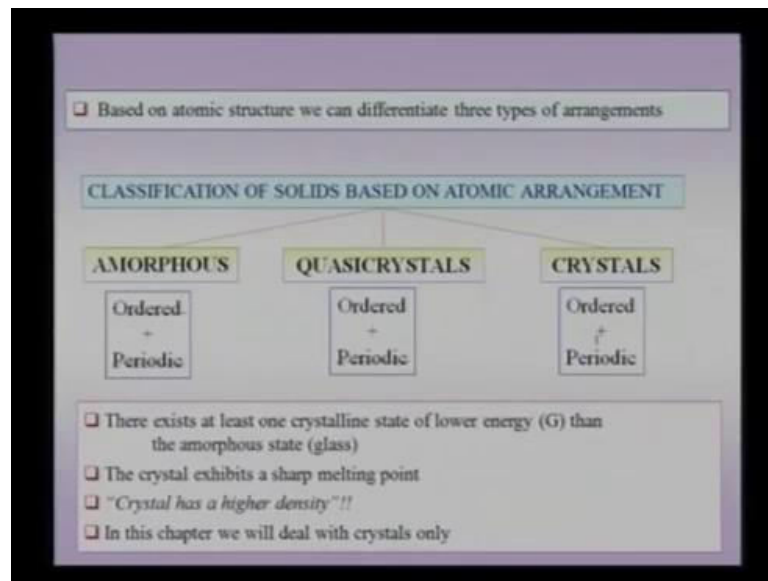 ❑ Based on atomic structure we can differentiate three types of arrangements
CLASSIFICATION OF SOLIDS BASED ON ATOMIC ARRANGEMENT
AMORPHOUS QUASICRYSTALS CRYSTALS
Ordered Ordered Ordered
+ + +
Periodic Periodic Periodic
❑ There exists at least one crystalline state of lower energy (G) than
the amorphous state (glass)
❑ The crystal exhibits a sharp melting point
❑ "Crystal has a higher density"!!
❑ In this chapter we will deal with crystals only